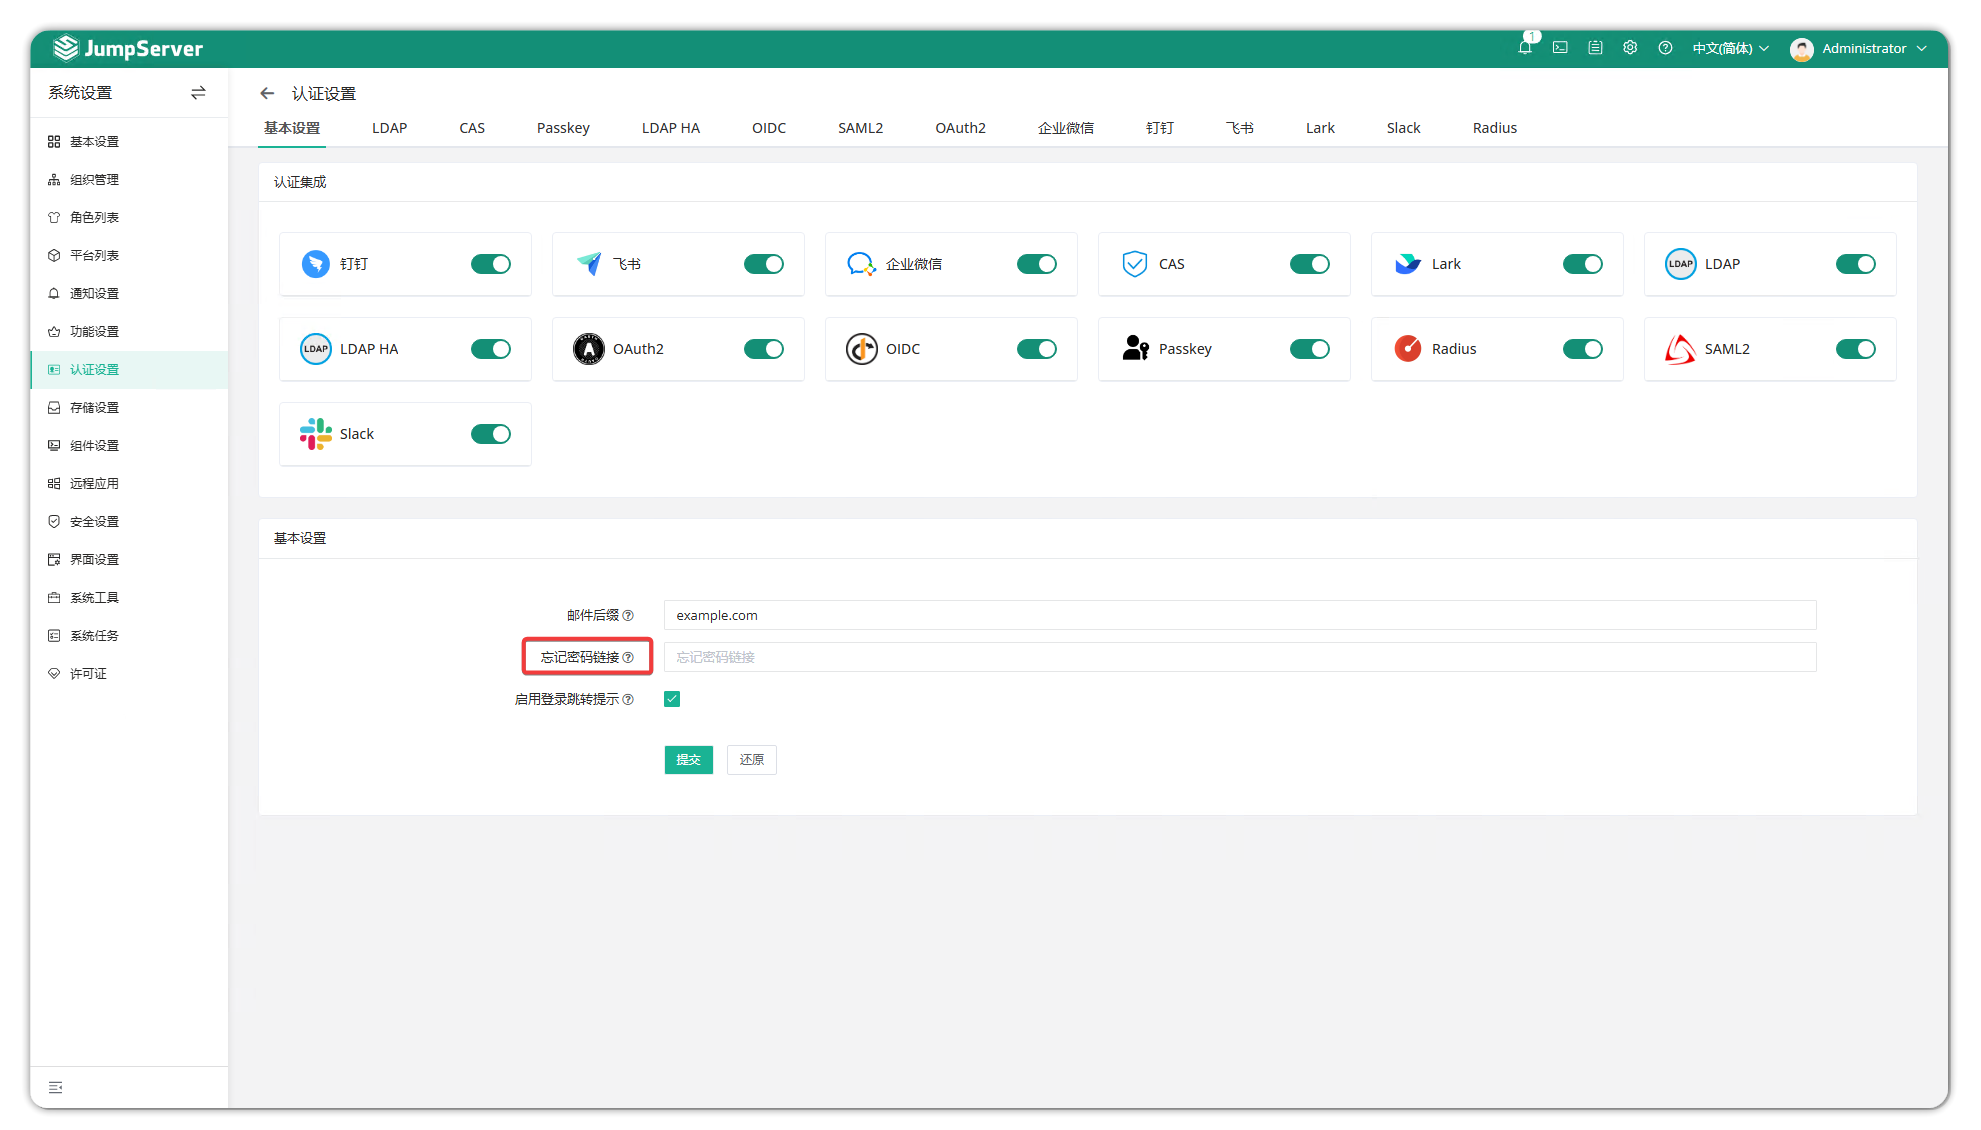 JumpServer
1
中文(简体)
Administrator
系统设置
基本设置
组织管理
角色列表
平台列表
通知设置
功能设置
认证设置
存储设置
组件设置
远程应用
安全设置
界面设置
系统工具
系统任务
许可证
认证设置
基本设置 LDAP CAS Passkey LDAP HA OIDC SAML2 OAuth2 企业微信 钉钉 飞书 Lark Slack Radius
认证集成
钉钉 飞书 企业微信 CAS Lark LDAP LDAP
LDAP LDAP HA OAuth2 OIDC Passkey Radius SAML2
Slack
基本设置
邮件后缀 example.com
忘记密码链接 忘记密码链接
启用登录跳转提示
提交 还原